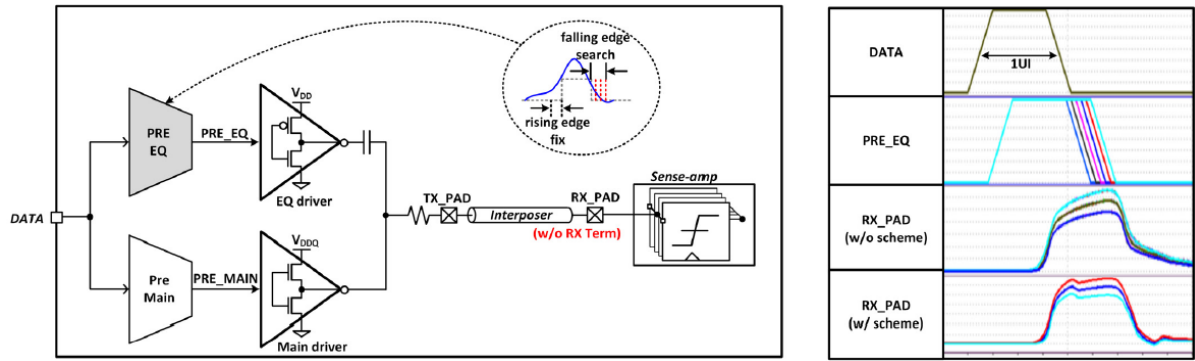 falling edge
search
rising edge
fix
VDD
PRE
EQ
PRE_EQ
EQ driver
DATA
TX_PAD
Interposer
RX_PAD
(w/o RX Term)
Sense-amp
Pre
Main
PRE_MAIN
VDDQ
Main driver
DATA
1UI
PRE_EQ
RX_PAD
(w/o scheme)
RX_PAD
(w/ scheme)